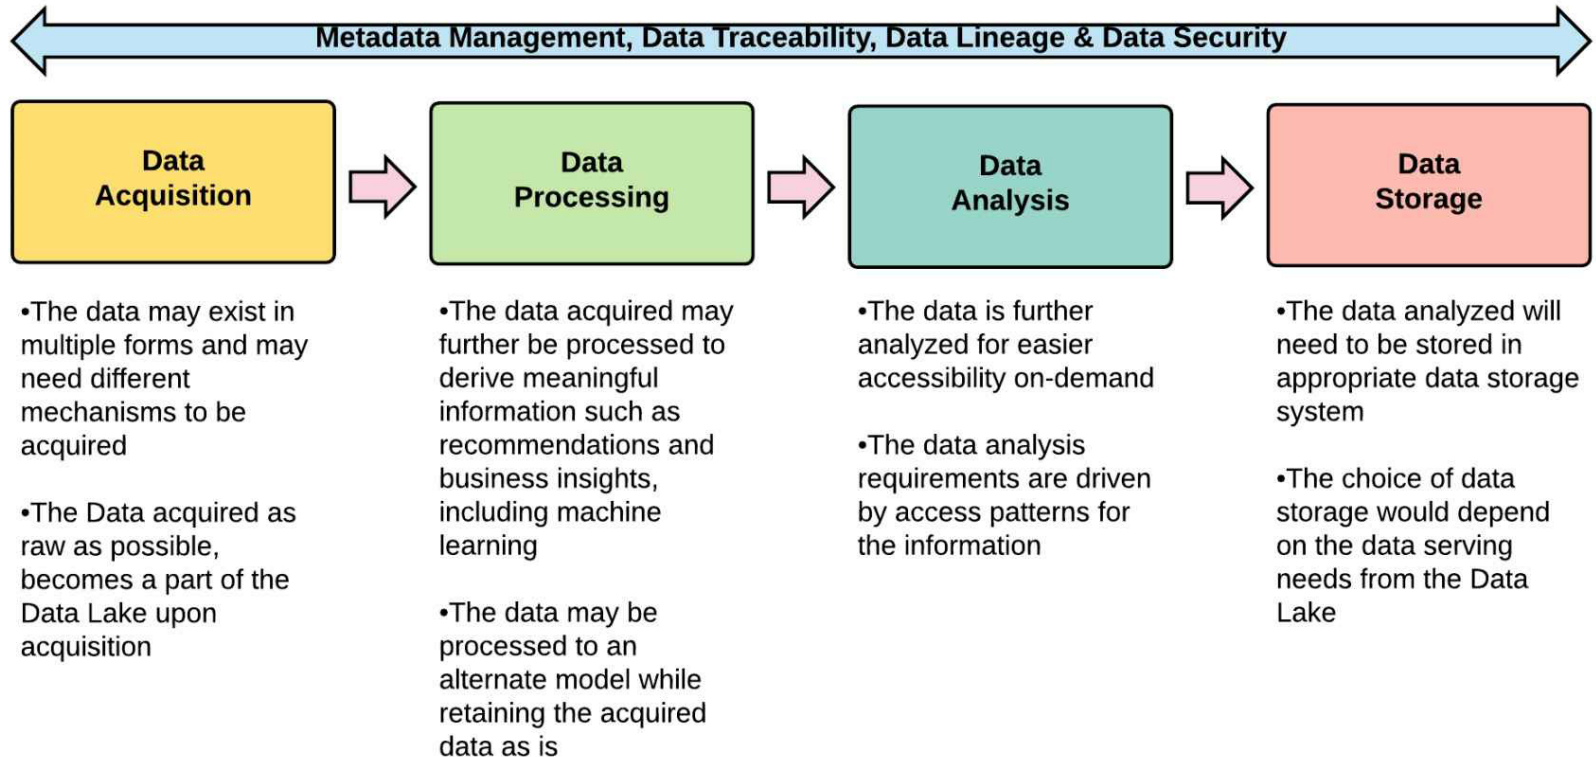 Metadata Management, Data Traceability, Data Lineage & Data Security
Data
Acquisition
Data
Processing
Data
Analysis
Data
Storage
•The data may exist in
multiple forms and may
need different
mechanisms to be
acquired
•The Data acquired as
raw as possible,
becomes a part of the
Data Lake upon
acquisition
•The data acquired may
further be processed to
derive meaningful
information such as
recommendations and
business insights,
including machine
learning
•The data may be
processed to an
alternate model while
retaining the acquired
data as is
•The data is further
analyzed for easier
accessibility on-demand
•The data analysis
requirements are driven
by access patterns for
the information
•The data analyzed will
need to be stored in
appropriate data storage
system
•The choice of data
storage would depend
on the data serving
needs from the Data
Lake